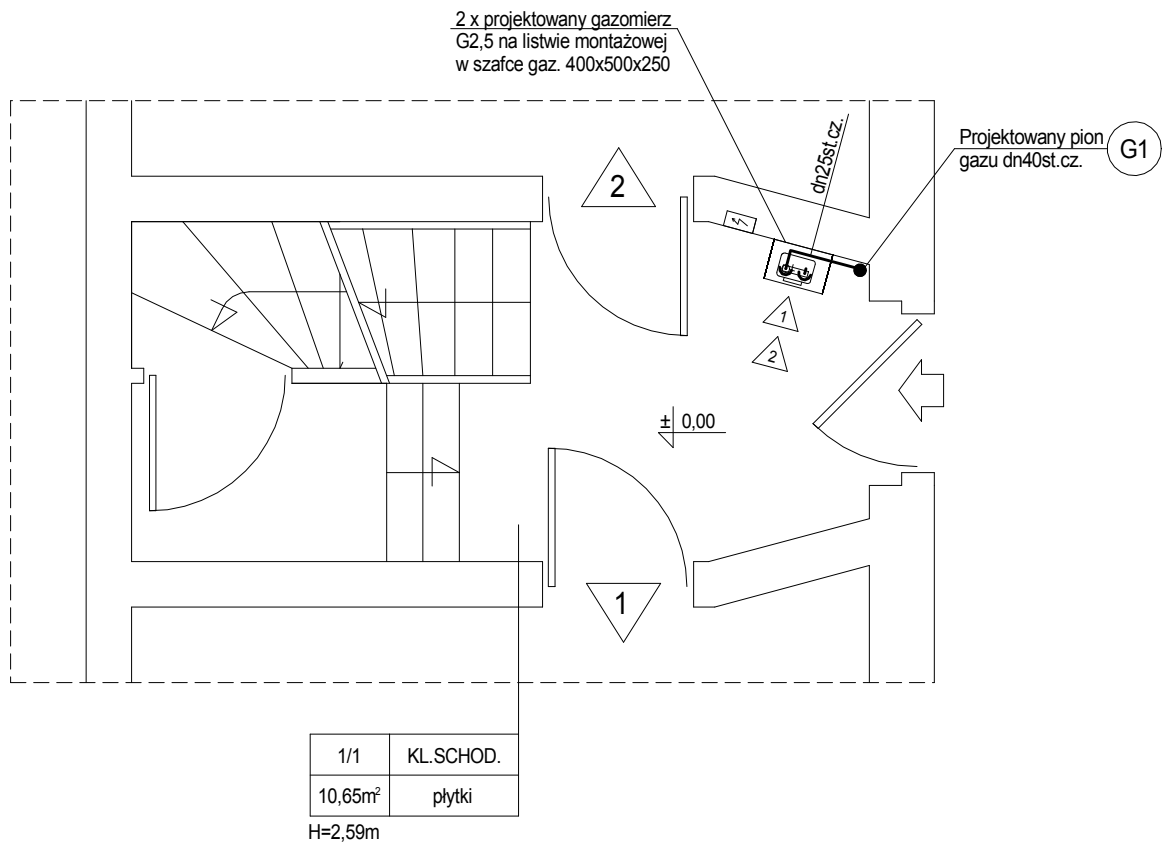 2 x projektowany gazomierz
G2,5 na listwie montażowej
w szafce gaz. 400x500x250
dn25st.cz.
Projektowany pion
gazu dn40st.cz.
G1
2
1
2
± 0,00
1
1/1 KL.SCHOD.
10,65m² płytki
H=2,59m